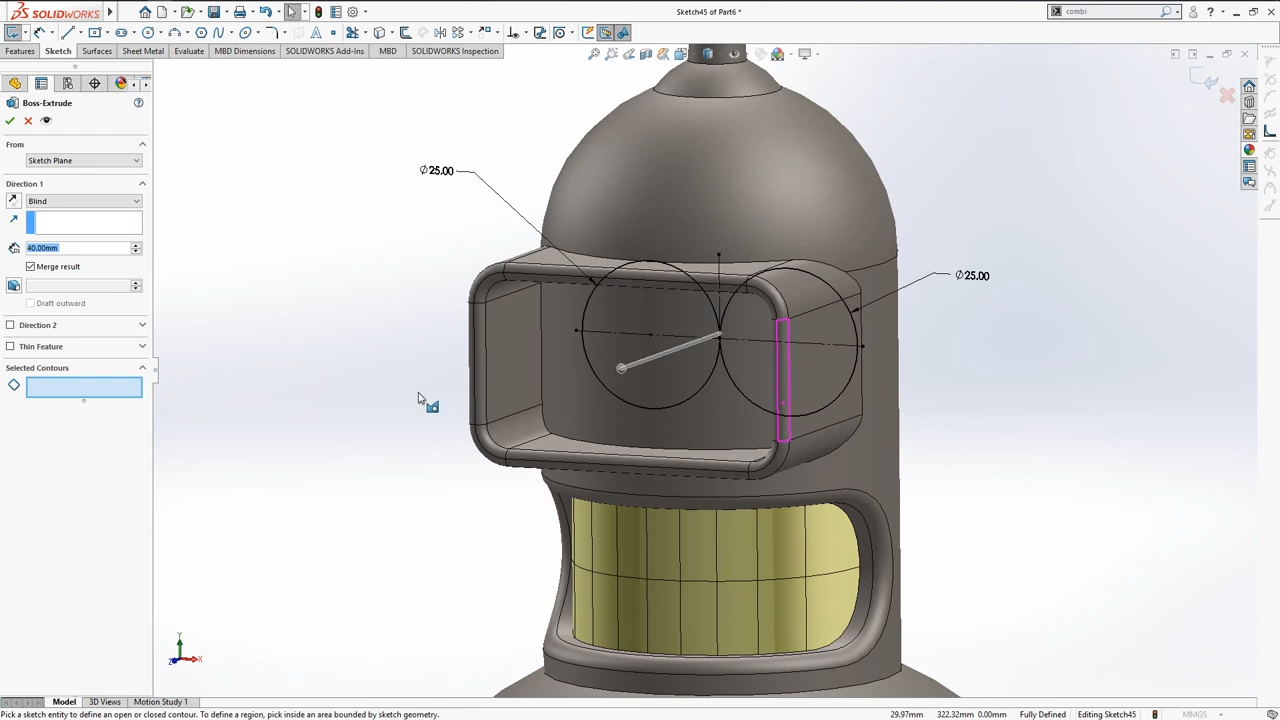 SOLIDWORKS
Sketch45 of Part6 *
combi
Features
Sketch
Surfaces
Sheet Metal
Evaluate
MBD Dimensions
SOLIDWORKS Add-Ins
MBD
SOLIDWORKS Inspection
Boss-Extrude
From
Sketch Plane
Direction 1
Blind
40.00mm
Merge result
Draft outward
Direction 2
Thin Feature
Selected Contours
Ø25.00
Ø25.00
Y
X
Z
Model
3D Views
Motion Study 1
Pick a sketch entity to define an open or closed contour. To define a region, pick inside an area bounded by sketch geometry.
29.97mm
322.32mm 0.00mm
Fully Defined
Editing Sketch45
MMGS